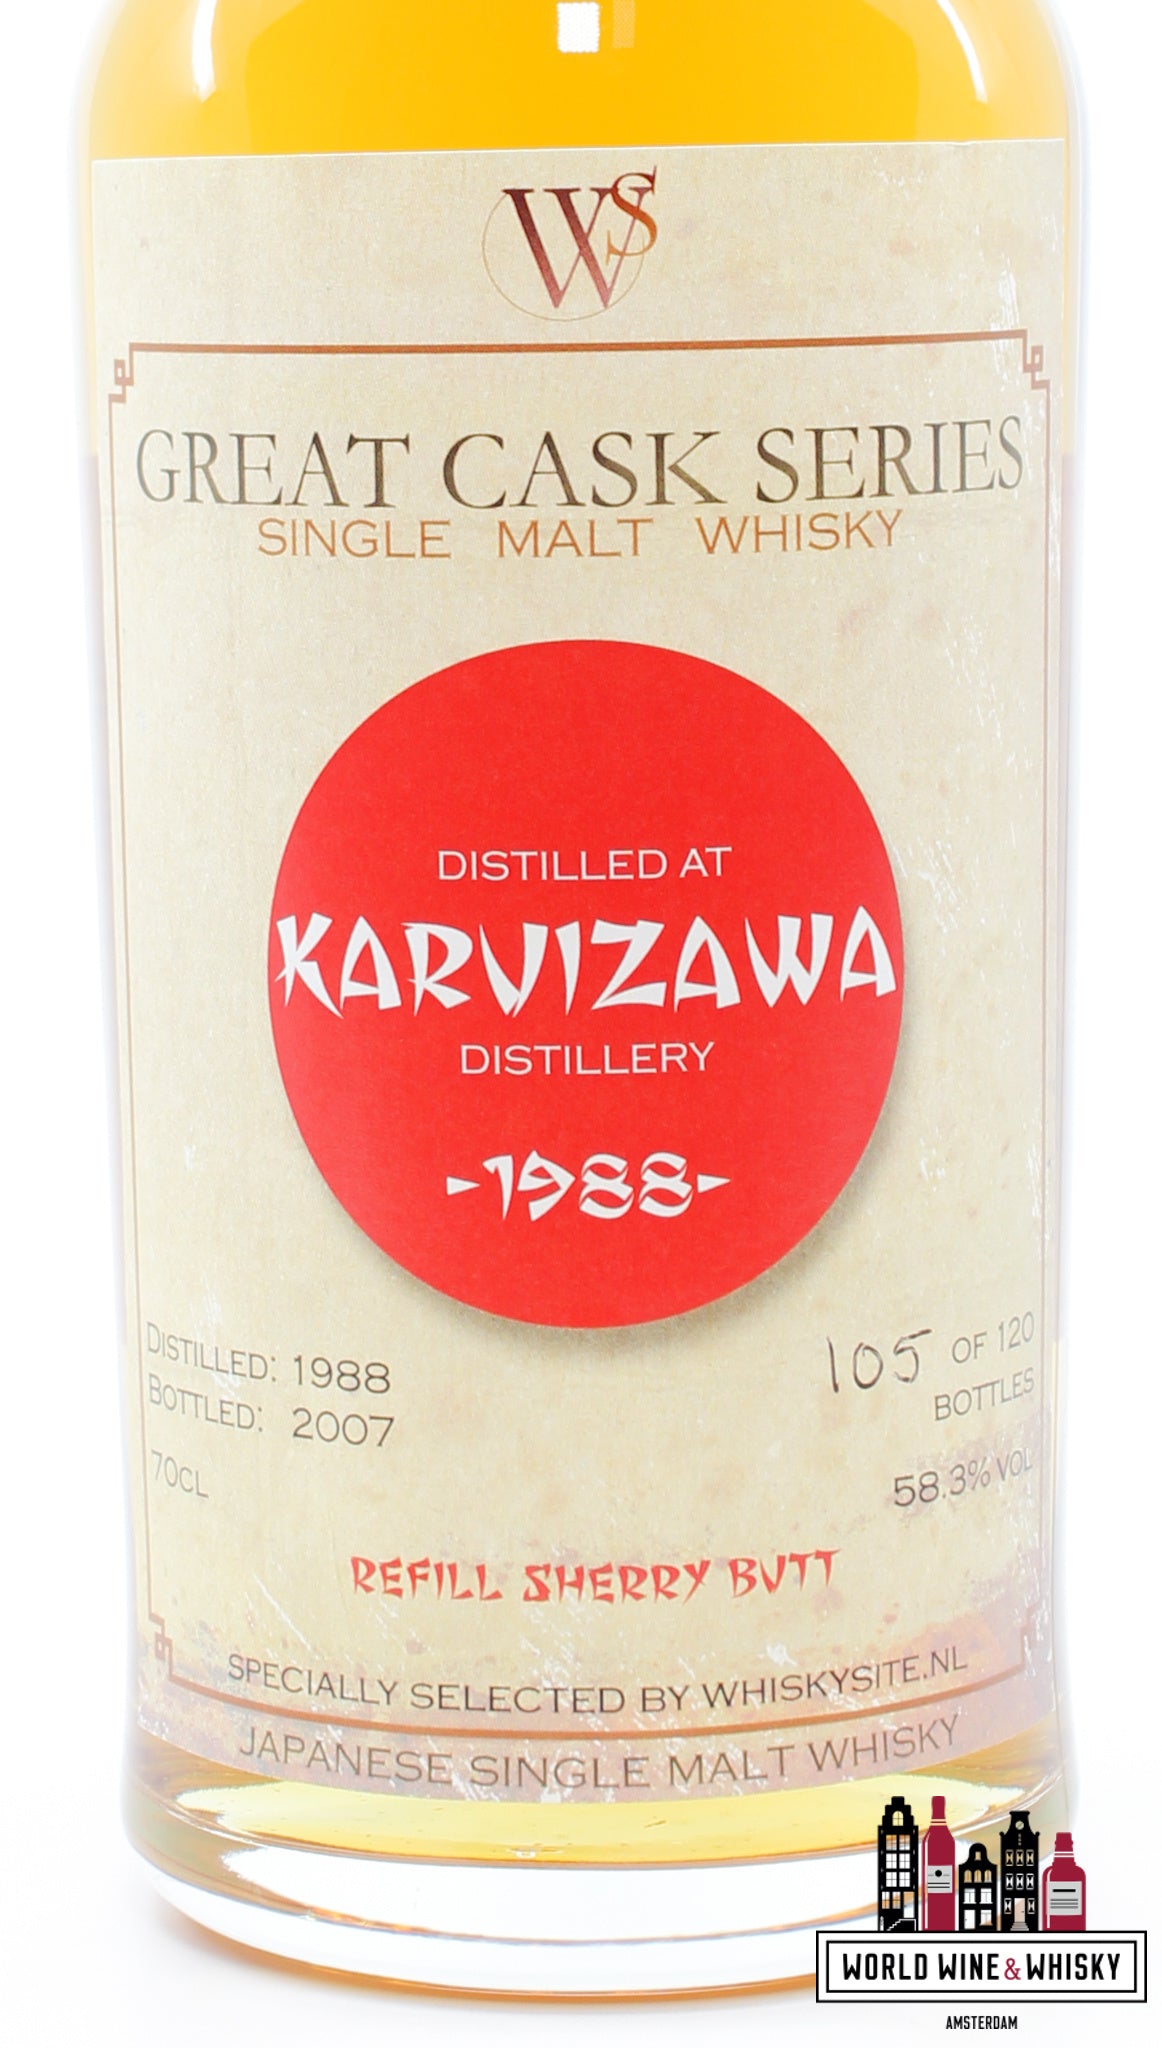 WS
GREAT CASK SERIES
SINGLE MALT WHISKY
DISTILLED AT
KARUIZAWA
DISTILLERY
-1988-
DISTILLED: 1988
BOTTLED: 2007
70CL
105 OF 120
BOTTLES
58.3% VOL
REFILL SHERRY BUTT
SPECIALLY SELECTED BY WHISKYSITE.NL
JAPANESE SINGLE MALT WHISKY
WORLD WINE & WHISKY
AMSTERDAM